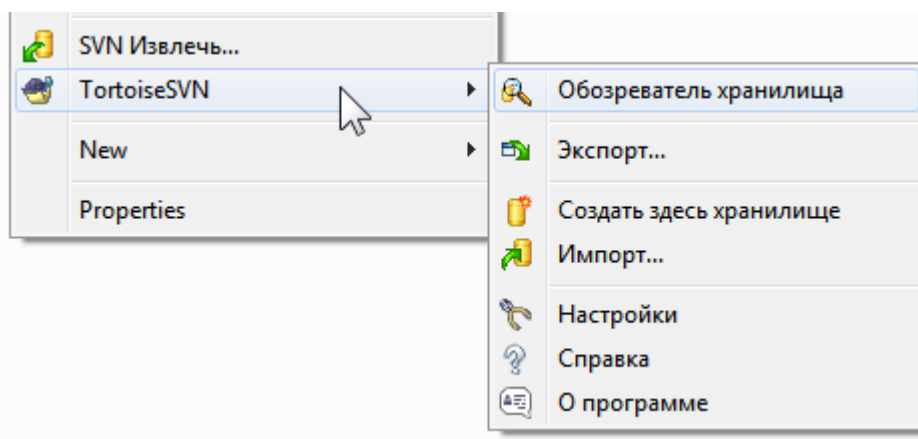 SVN Извлечь...
TortoiseSVN
New
Properties
Обозреватель хранилища
Экспорт...
Создать здесь хранилище
Импорт...
Настройки
Справка
О программе